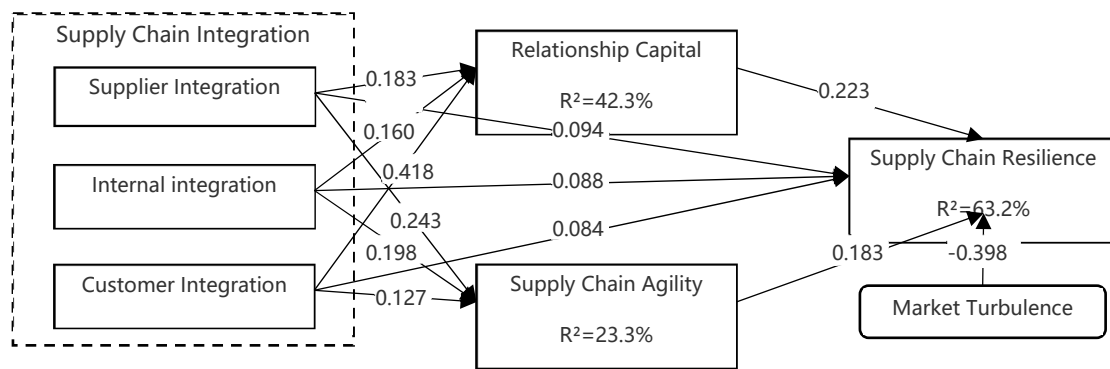 Supply Chain Integration
Supplier Integration
Internal integration
Customer Integration
Relationship Capital
R²=42.3%
Supply Chain Agility
R²=23.3%
Supply Chain Resilience
R²=63.2%
Market Turbulence
0.183
0.160
0.418
0.243
0.198
0.127
0.094
0.088
0.084
0.223
0.183
-0.398